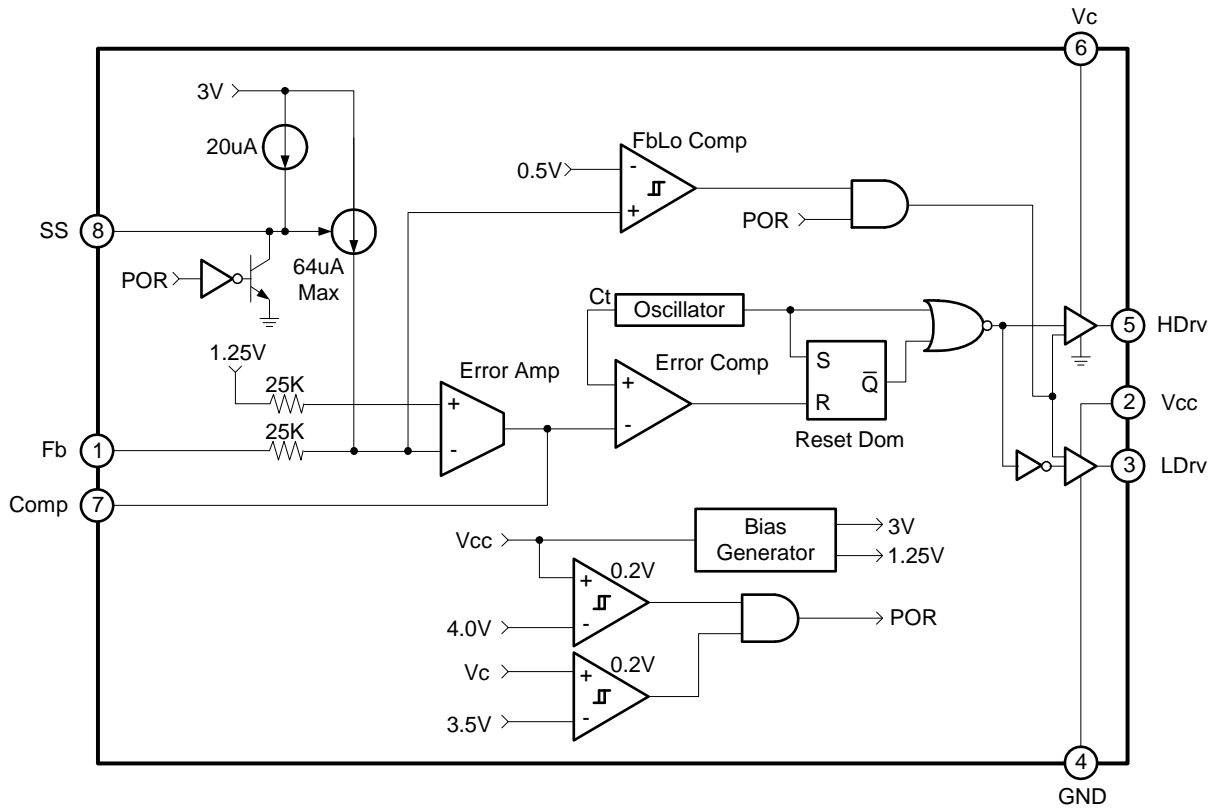 Vc
6
3V
20uA
FbLo Comp
0.5V
-
+
SS
8
POR
64uA
Max
POR
Ct
Oscillator
5
HDrv
1.25V
25K
Error Amp
+
-
Error Comp
+
-
S
R
Q
Reset Dom
2
Vcc
Fb
1
25K
3
LDrv
Comp
7
Vcc
Bias
Generator
3V
1.25V
0.2V
+
-
4.0V
POR
Vc
0.2V
+
-
3.5V
4
GND